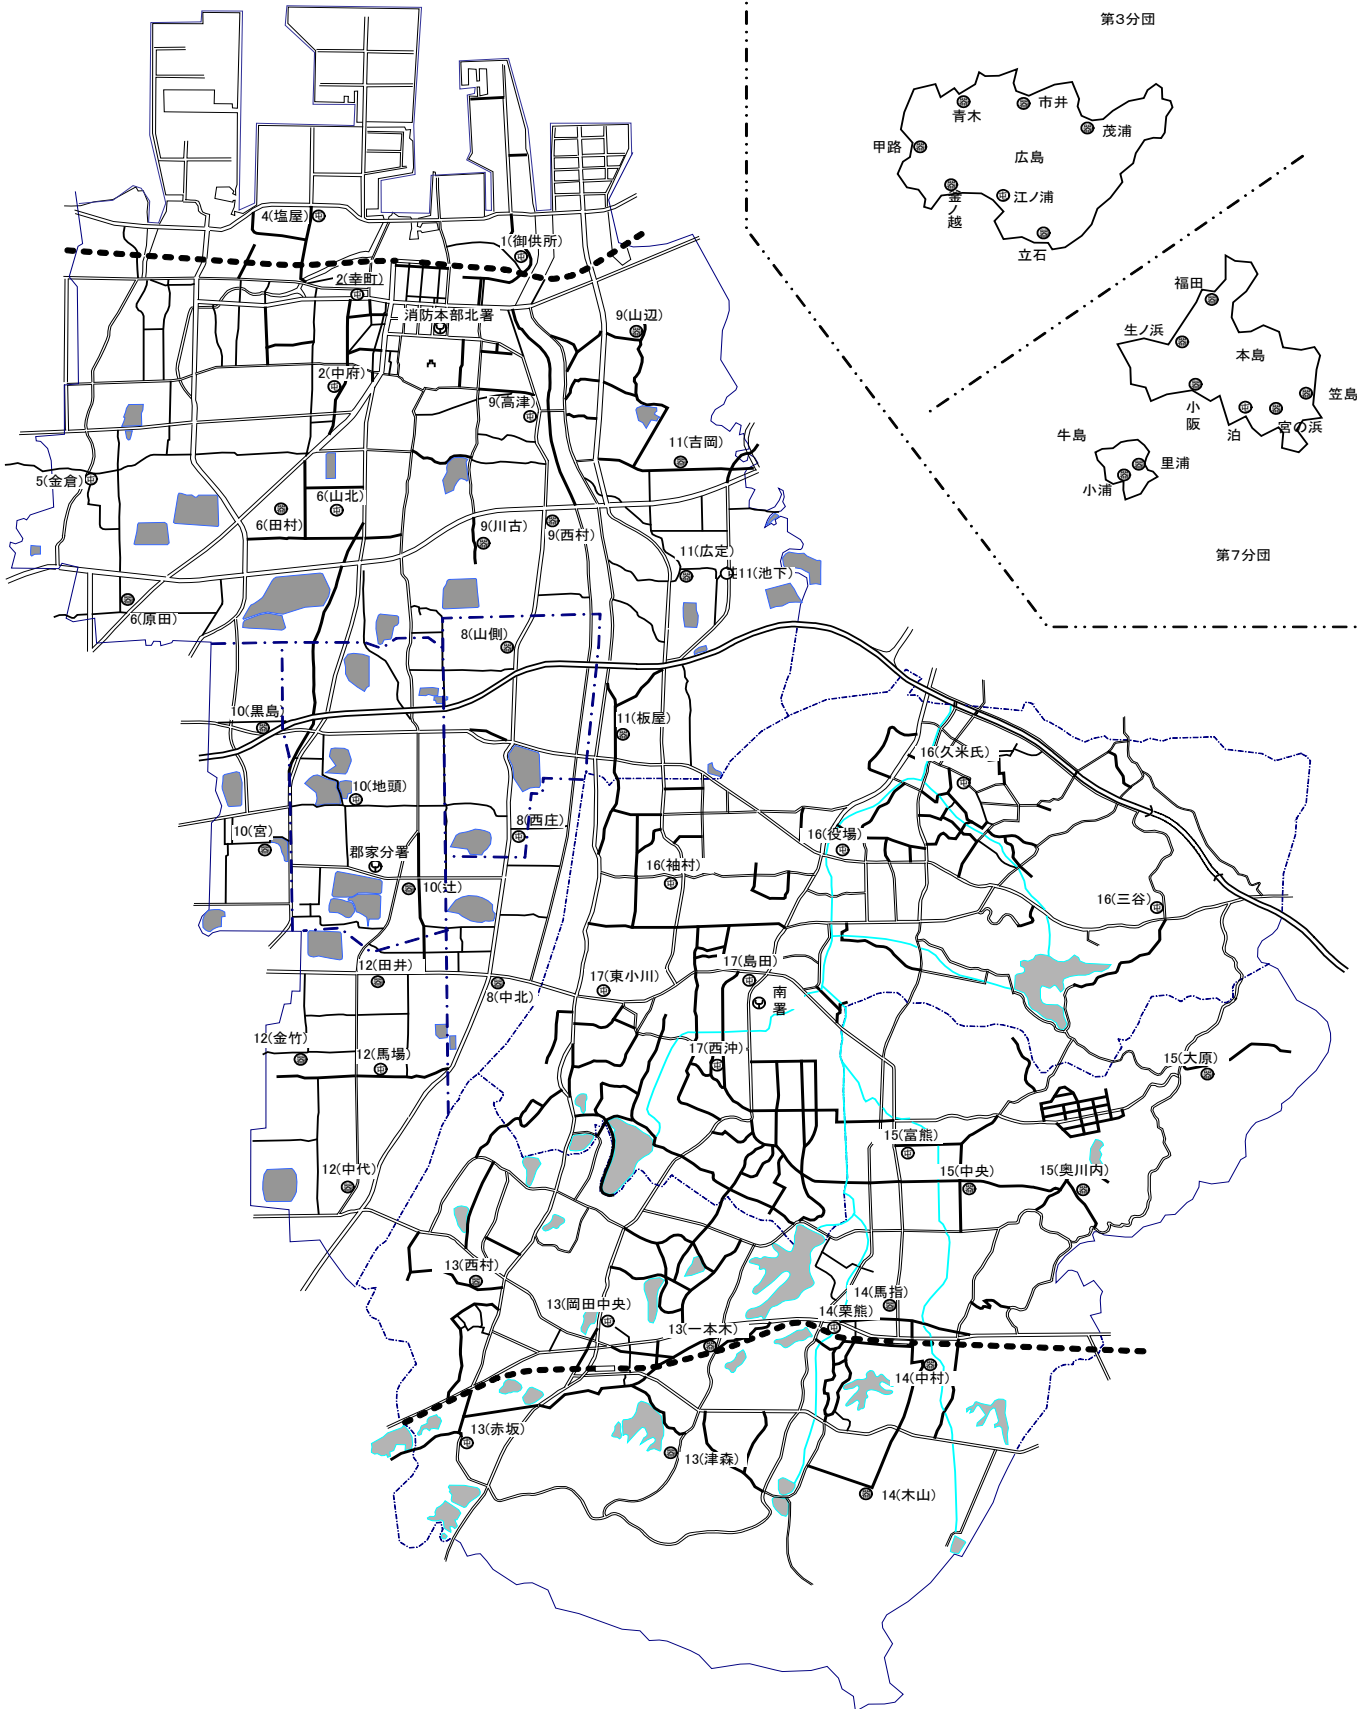 第3分団
青木
市井
茂浦
甲路
広島
金ノ越
江ノ浦
立石
福田
生ノ浜
本島
笠島
小阪
泊
宮の浜
牛島
里浦
小浦
第7分団
4(塩屋)
1(御供所)
2(幸町)
消防本部北署
9(山辺)
2(中府)
9(高津)
11(吉岡)
5(金倉)
6(山北)
6(田村)
9(川古)
9(西村)
11(広定)
11(池下)
6(原田)
8(山側)
10(黒島)
11(板屋)
16(久米氏)
10(地頭)
8(西庄)
10(宮)
16(役場)
郡家分署
16(袖村)
10(辻)
16(三谷)
12(田井)
17(島田)
17(東小川)
8(中北)
南署
12(金竹)
12(馬場)
17(西沖)
15(大原)
15(富熊)
12(中代)
15(中央)
15(奥川内)
13(西村)
14(馬指)
13(岡田中央)
14(栗熊)
13(一本木)
14(中村)
13(赤坂)
13(津森)
14(木山)